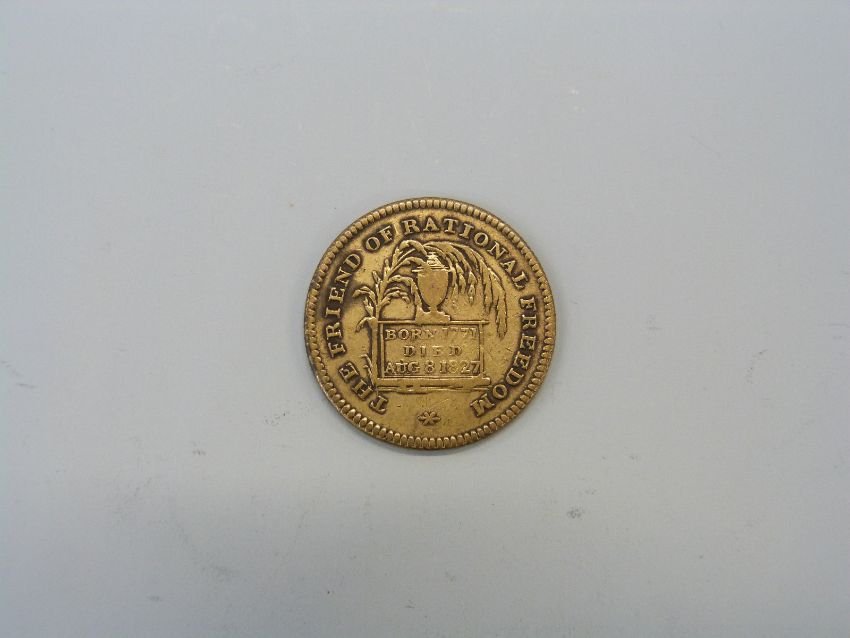 THE FRIEND OF RATIONAL FREEDOM
BORN 1771
DIED
AUG 8 1827